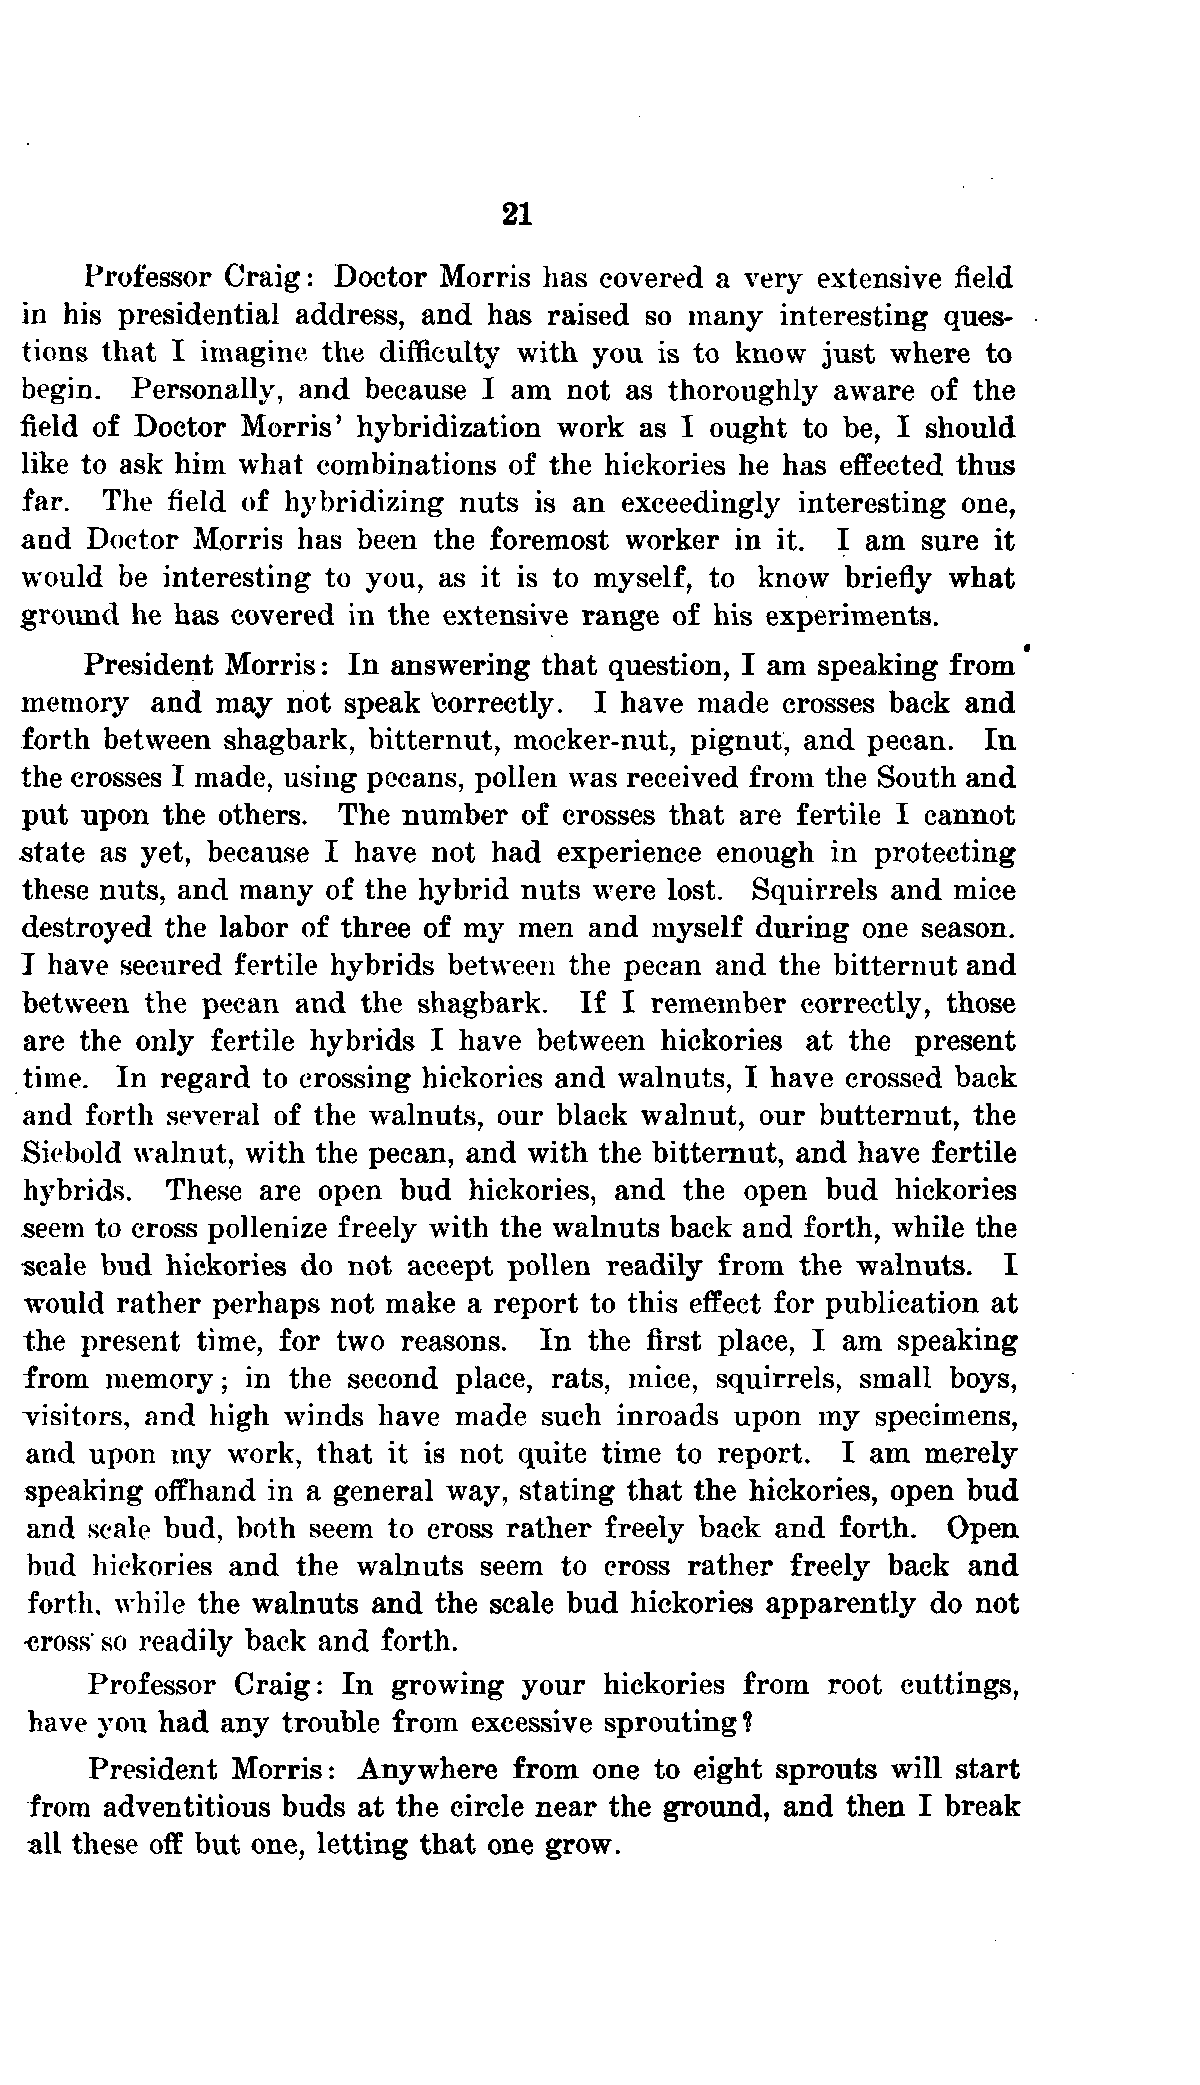 21
Professor Craig: Doctor Morris has covered a very extensive field
in his presidential address, and has raised so many interesting ques-
tions that I imagine the difficulty with you is to know just where to
begin. Personally, and because I am not as thoroughly aware of the
field of Doctor Morris' hybridization work as I ought to be, I should
like to ask him what combinations of the hickories he has effected thus
far. The field of hybridizing nuts is an exceedingly interesting one,
and Doctor Morris has been the foremost worker in it. I am sure it
would be interesting to you, as it is to myself, to know briefly what
ground he has covered in the extensive range of his experiments.
President Morris: In answering that question, I am speaking from
memory and may not speak correctly. I have made crosses back and
forth between shagbark, bitternut, mocker-nut, pignut, and pecan. In
the crosses I made, using pecans, pollen was received from the South and
put upon the others. The number of crosses that are fertile I cannot
state as yet, because I have not had experience enough in protecting
these nuts, and many of the hybrid nuts were lost. Squirrels and mice
destroyed the labor of three of my men and myself during one season.
I have secured fertile hybrids between the pecan and the bitternut and
between the pecan and the shagbark. If I remember correctly, those
are the only fertile hybrids I have between hickories at the present
time. In regard to crossing hickories and walnuts, I have crossed back
and forth several of the walnuts, our black walnut, our butternut, the
Siebold walnut, with the pecan, and with the bitternut, and have fertile
hybrids. These are open bud hickories, and the open bud hickories
seem to cross pollenize freely with the walnuts back and forth, while the
scale bud hickories do not accept pollen readily from the walnuts. I
would rather perhaps not make a report to this effect for publication at
the present time, for two reasons. In the first place, I am speaking
from memory; in the second place, rats, mice, squirrels, small boys,
visitors, and high winds have made such inroads upon my specimens,
and upon my work, that it is not quite time to report. I am merely
speaking offhand in a general way, stating that the hickories, open bud
and scale bud, both seem to cross rather freely back and forth. Open
bud hickories and the walnuts seem to cross rather freely back and
forth, while the walnuts and the scale bud hickories apparently do not
cross so readily back and forth.
Professor Craig: In growing your hickories from root cuttings,
have you had any trouble from excessive sprouting?
President Morris: Anywhere from one to eight sprouts will start
from adventitious buds at the circle near the ground, and then I break
all these off but one, letting that one grow.